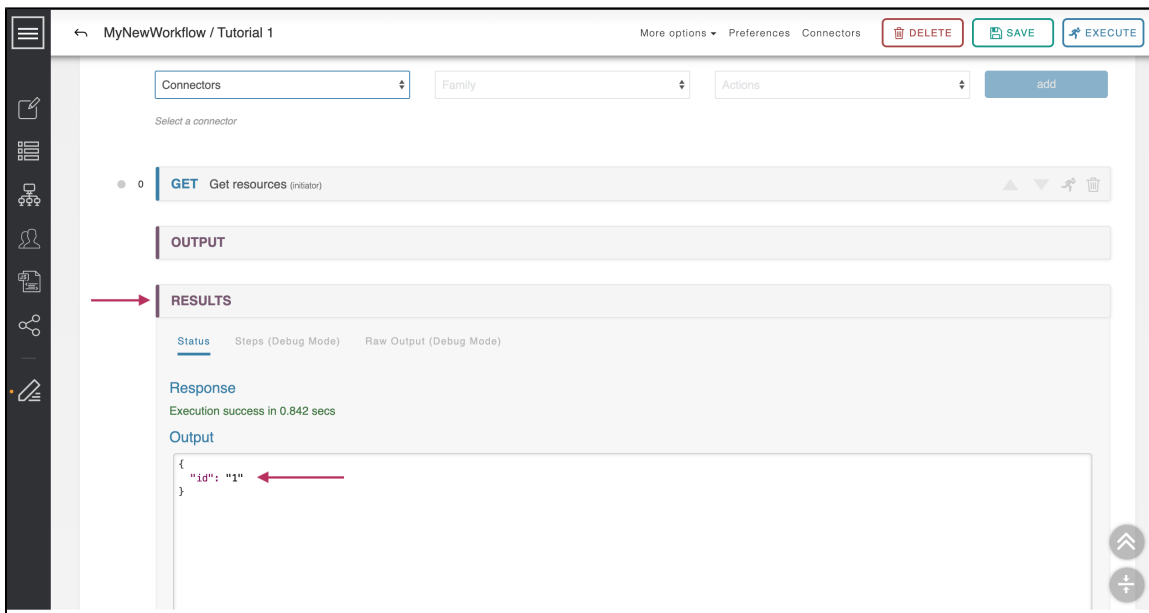 MyNewWorkflow / Tutorial 1
More options Preferences Connectors DELETE SAVE EXECUTE
Connectors Family Actions add
Select a connector
0 GET Get resources (initiator)
OUTPUT
RESULTS
Status Steps (Debug Mode) Raw Output (Debug Mode)
Response
Execution success in 0.842 secs
Output
{
"id": "1"
}